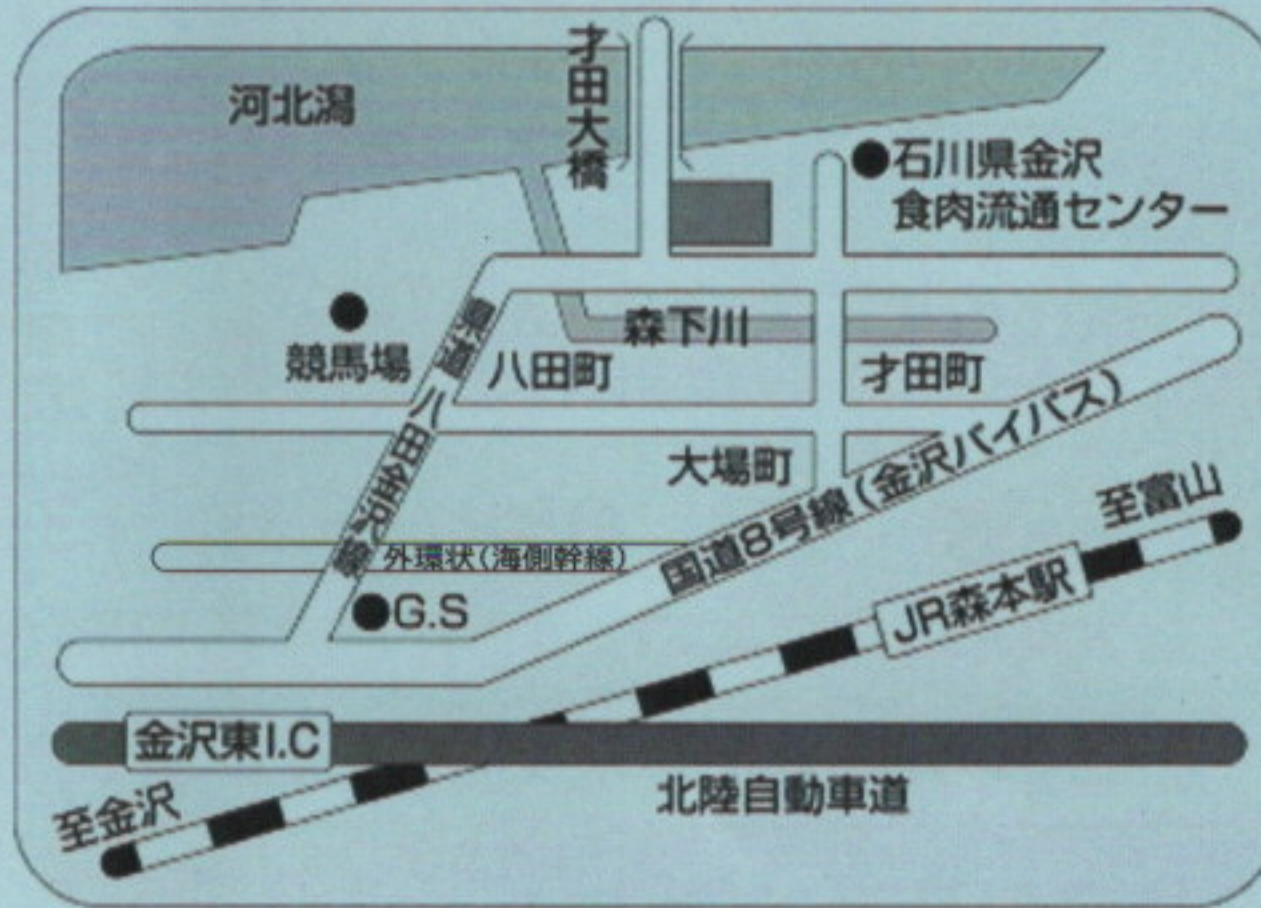 河北潟
才田大橋
石川県金沢
食肉流通センター
競馬場
県道 八田金沢線
八田町
森下川
才田町
大場町
国道8号線(金沢バイパス)
外環状(海側幹線)
G.S
至富山
JR森本駅
金沢東I.C
北陸自動車道
至金沢